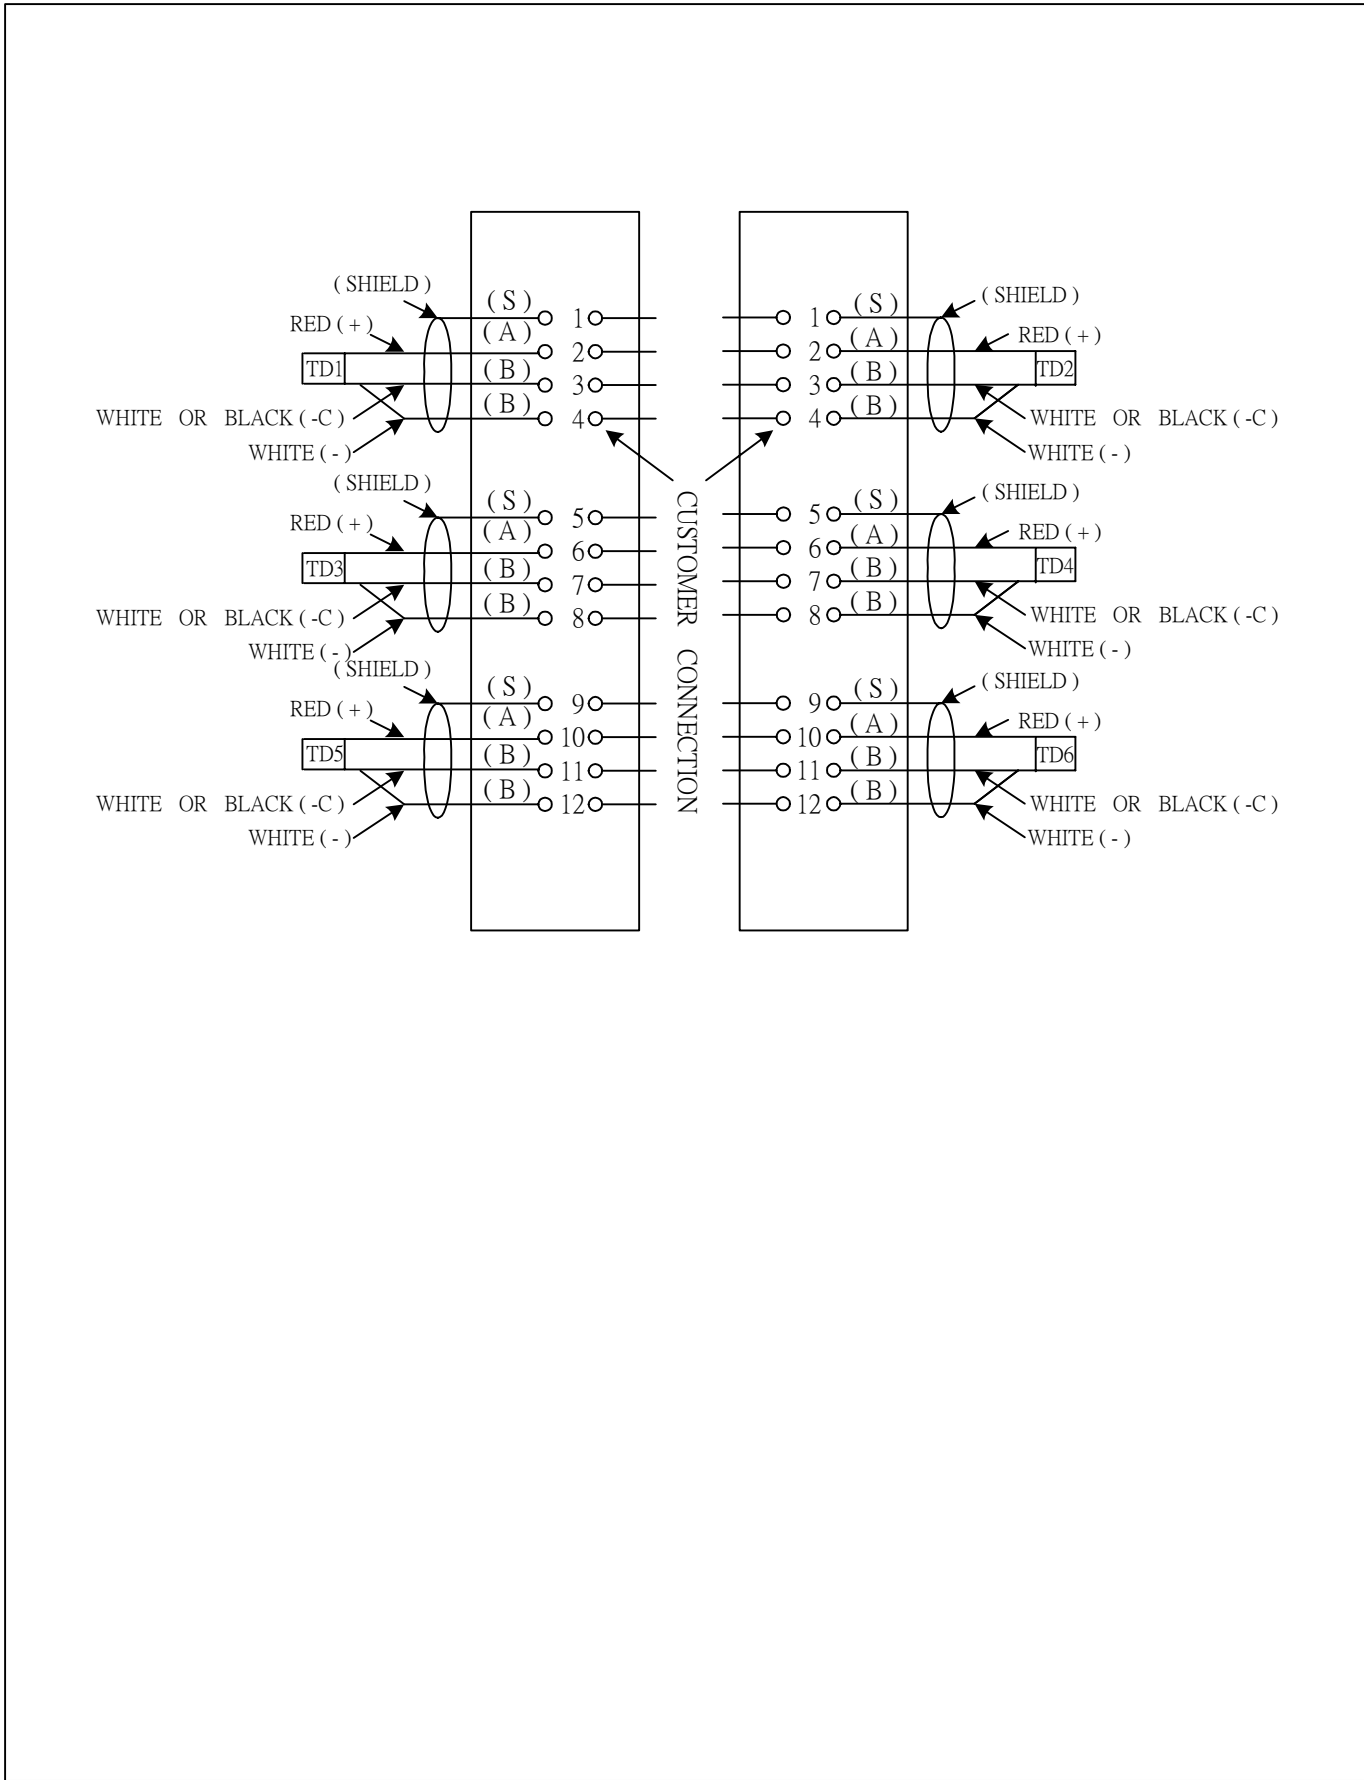 ( SHIELD )
RED ( + )
TD1
WHITE OR BLACK ( -C )
WHITE ( - )
( S )
( A )
( B )
( B )
1
2
3
4
( SHIELD )
RED ( + )
TD3
WHITE OR BLACK ( -C )
WHITE ( - )
( S )
( A )
( B )
( B )
5
6
7
8
( SHIELD )
RED ( + )
TD5
WHITE OR BLACK ( -C )
WHITE ( - )
( S )
( A )
( B )
( B )
9
10
11
12
CUSTOMER CONNECTION
1
2
3
4
( S )
( A )
( B )
( B )
( SHIELD )
RED ( + )
TD2
WHITE OR BLACK ( -C )
WHITE ( - )
5
6
7
8
( S )
( A )
( B )
( B )
( SHIELD )
RED ( + )
TD4
WHITE OR BLACK ( -C )
WHITE ( - )
9
10
11
12
( S )
( A )
( B )
( B )
( SHIELD )
RED ( + )
TD6
WHITE OR BLACK ( -C )
WHITE ( - )